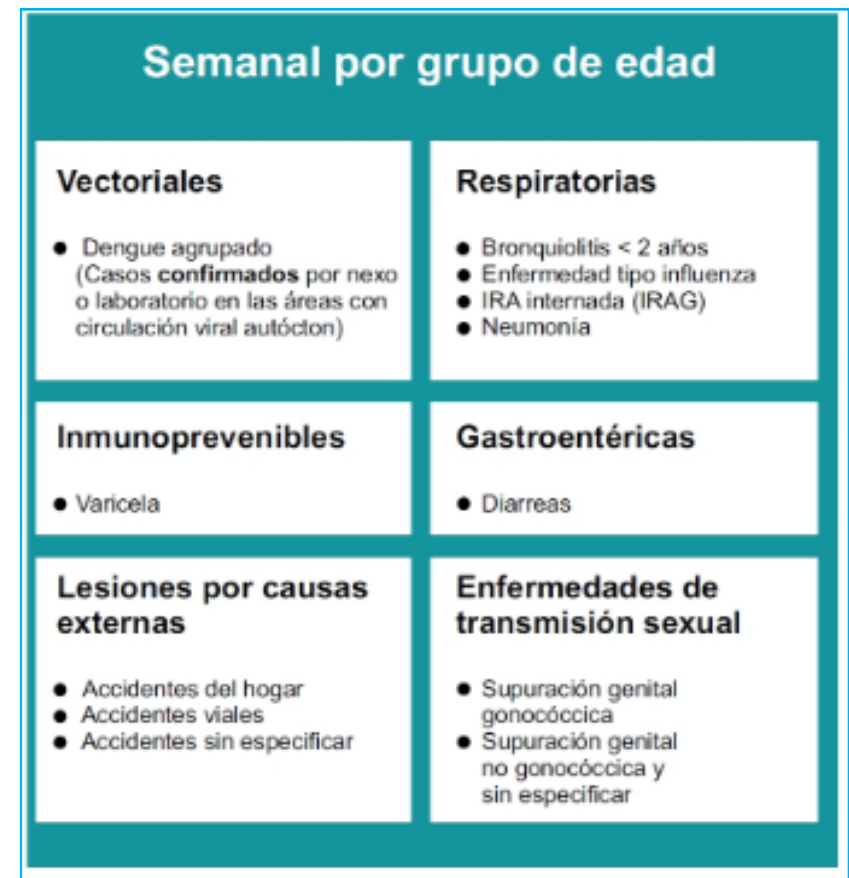 Semanal por grupo de edad
Vectoriales
● Dengue agrupado
(Casos confirmados por nexo
o laboratorio en las áreas con
circulación viral autócton)
Respiratorias
● Bronquiolitis < 2 años
● Enfermedad tipo influenza
● IRA internada (IRAG)
● Neumonía
Inmunoprevenibles
● Varicela
Gastroentéricas
● Diarreas
Lesiones por causas
externas
● Accidentes del hogar
● Accidentes viales
● Accidentes sin especificar
Enfermedades de
transmisión sexual
● Supuración genital
gonocóccica
● Supuración genital
no gonocóccica y
sin especificar